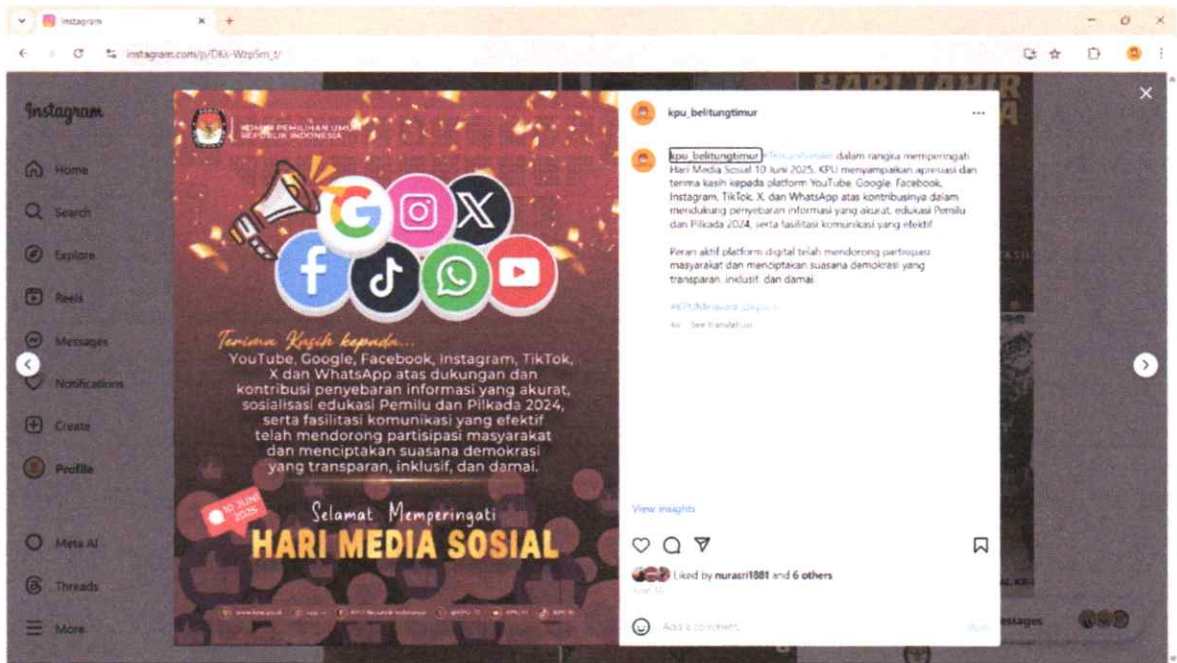 Instagram
instagram.com/p/DKs-Wzp5m_t/
Instagram
Home
Search
Explore
Reels
Messages
Notifications
Create
Profile
Meta AI
Threads
More
HARI LAHIR
KOMISI PEMILIHAN UMUM
REPUBLIK INDONESIA
Terima Kasih kepada...
YouTube, Google, Facebook, Instagram, TikTok,
X dan WhatsApp atas dukungan dan
kontribusi penyebaran informasi yang akurat,
sosialisasi edukasi Pemilu dan Pilkada 2024,
serta fasilitasi komunikasi yang efektif
telah mendorong partisipasi masyarakat
dan menciptakan suasana demokrasi
yang transparan, inklusif, dan damai.
10 JUNI
2025
Selamat Memperingati
HARI MEDIA SOSIAL
kpu_belitungtimur
kpu_belitungtimur #TemanPemilih dalam rangka memperingati
Hari Media Sosial 10 Juni 2025, KPU menyampaikan apresiasi dan
terima kasih kepada platform YouTube, Google, Facebook,
Instagram, TikTok, X, dan WhatsApp atas kontribusinya dalam
mendukung penyebaran informasi yang akurat, edukasi Pemilu
dan Pilkada 2024, serta fasilitasi komunikasi yang efektif.
Peran aktif platform digital telah mendorong partisipasi
masyarakat dan menciptakan suasana demokrasi yang
transparan, inklusif, dan damai.
See translation
View insights
Liked by nurasri1881 and 6 others
Add a comment...